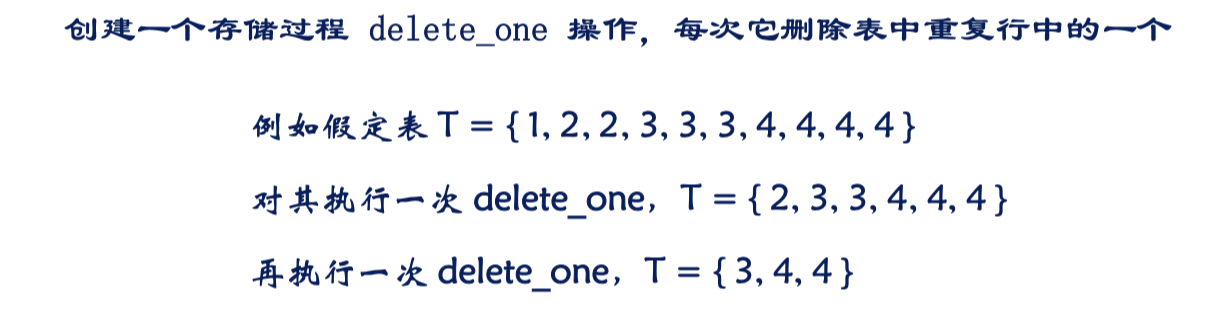 创建一个存储过程 delete_one 操作，每次它删除表中重复行中的一个
例如假定表 T = { 1, 2, 2, 3, 3, 3, 4, 4, 4, 4 }
对其执行一次 delete_one，T = { 2, 3, 3, 4, 4, 4 }
再执行一次 delete_one，T = { 3, 4, 4 }